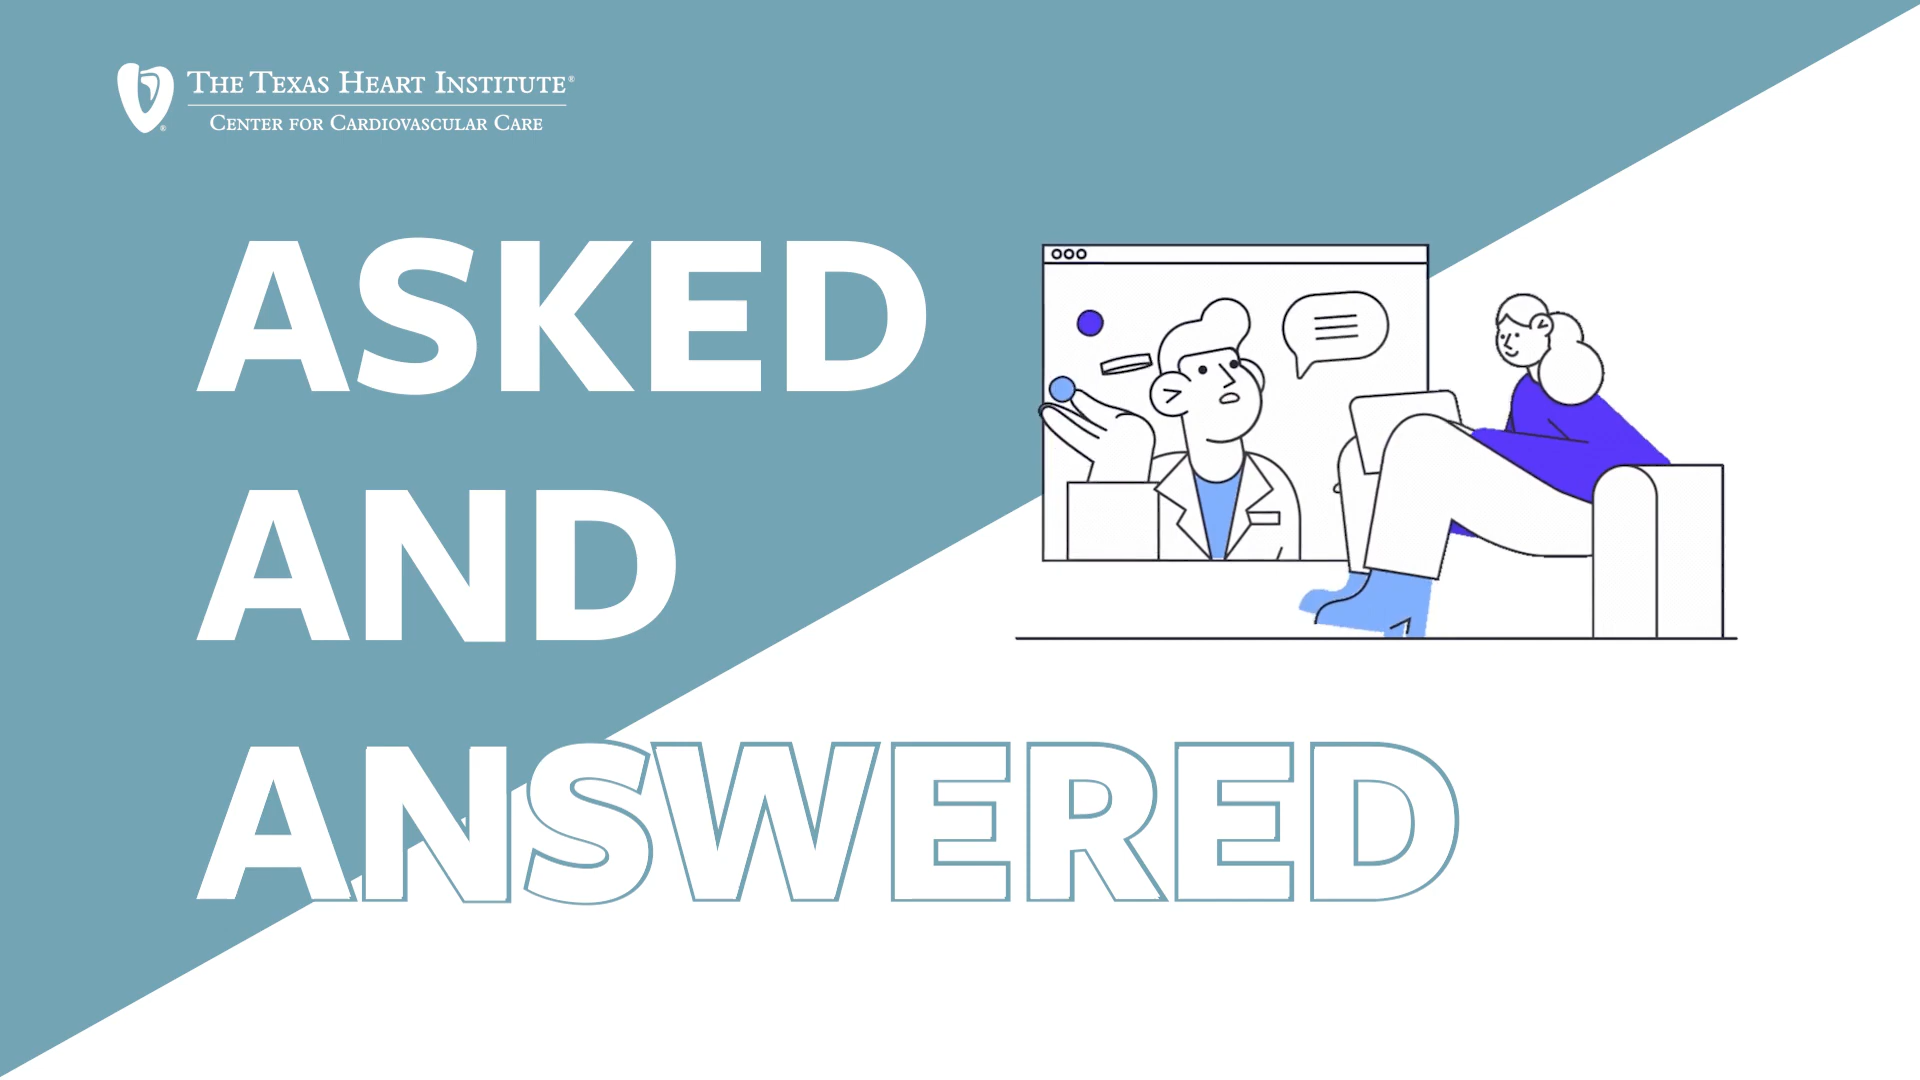 THE TEXAS HEART INSTITUTE®
CENTER FOR CARDIOVASCULAR CARE
ASKED
AND
ANSWERED